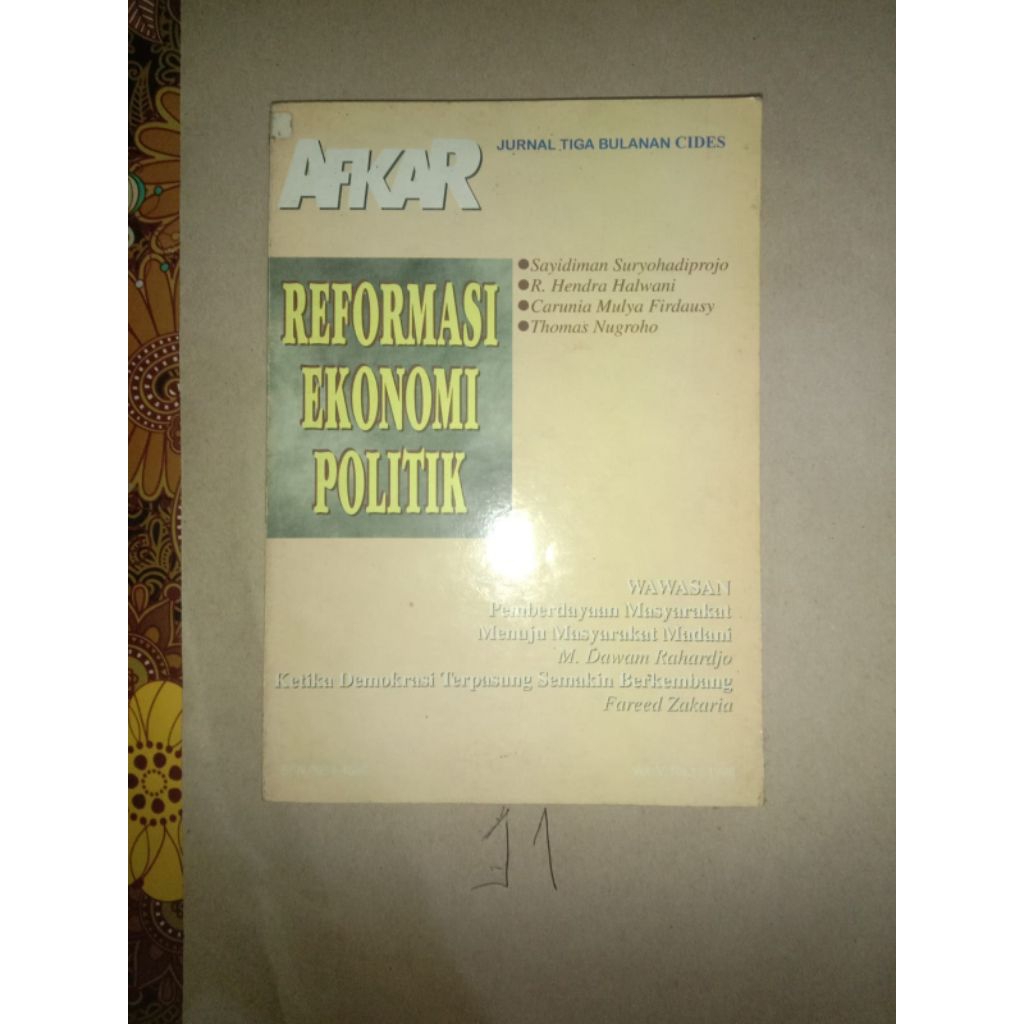 AFKAR
JURNAL TIGA BULANAN CIDES
Sayidiman Suryohadiprojo
R. Hendra Halwani
Carunia Mulya Firdausy
Thomas Nugroho
REFORMASI
EKONOMI
POLITIK
WAWASAN
Pemberdayaan Masyarakat
Menuju Masyarakat Madani
M. Dawam Rahardjo
Ketika Demokrasi Terpasung Semakin Berkembang
Fareed Zakaria